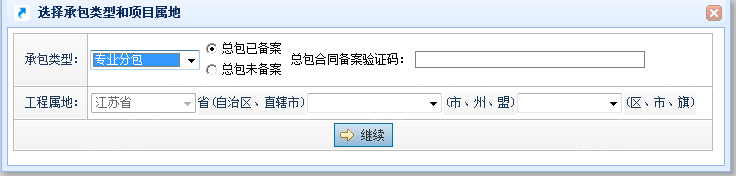 选择承包类型和项目属地
承包类型： 专业分包 总包已备案 总包未备案 总包合同备案验证码：
工程属地： 江苏省 省(自治区、直辖市) (市、州、盟) (区、市、旗)
继续